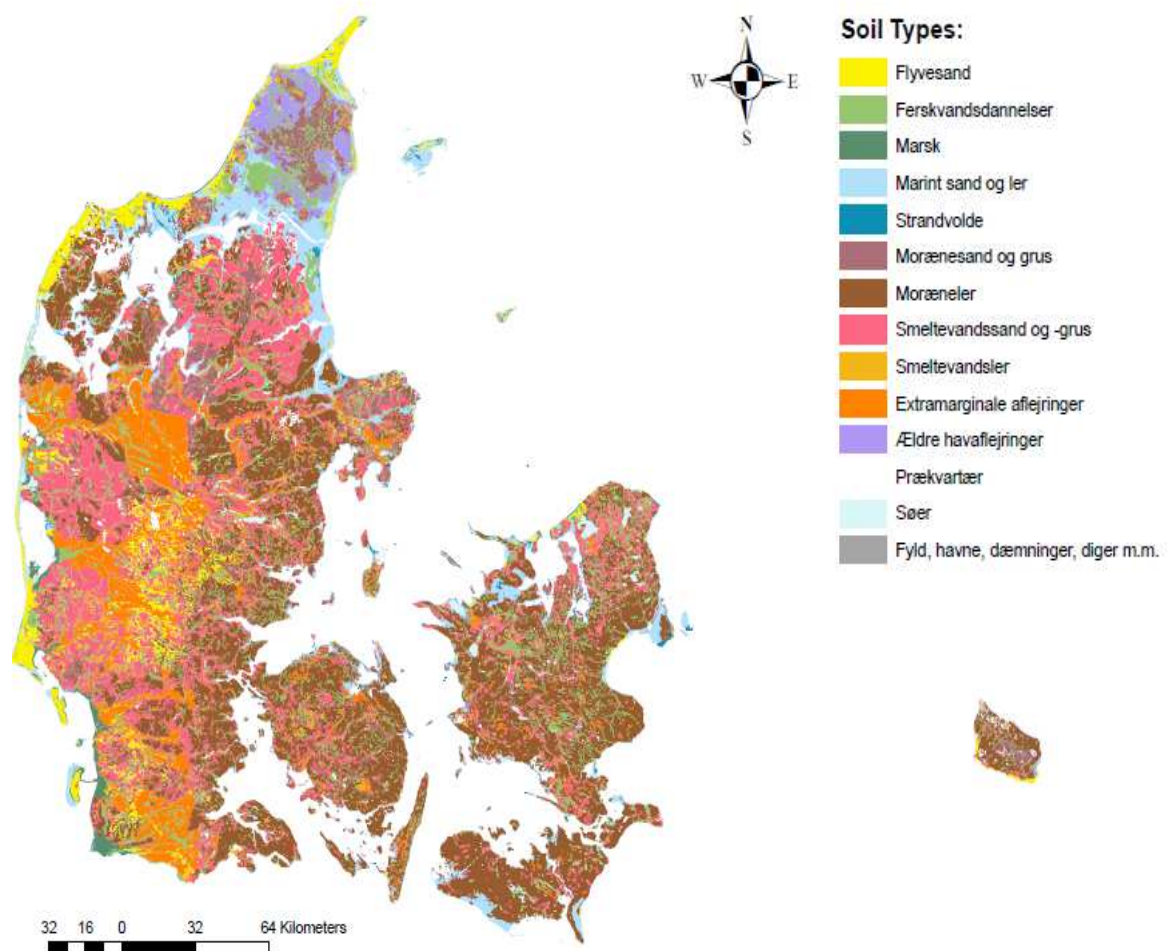 N
W E
S
Soil Types:
Flyvesand
Ferskvandsdannelser
Marsk
Marint sand og ler
Strandvolde
Morænesand og grus
Moræneler
Smeltevandssand og -grus
Smeltevandsler
Extramarginale aflejringer
Ældre havaflejringer
Prækvartær
Søer
Fyld, havne, dæmninger, diger m.m.
32 16 0 32 64 Kilometers